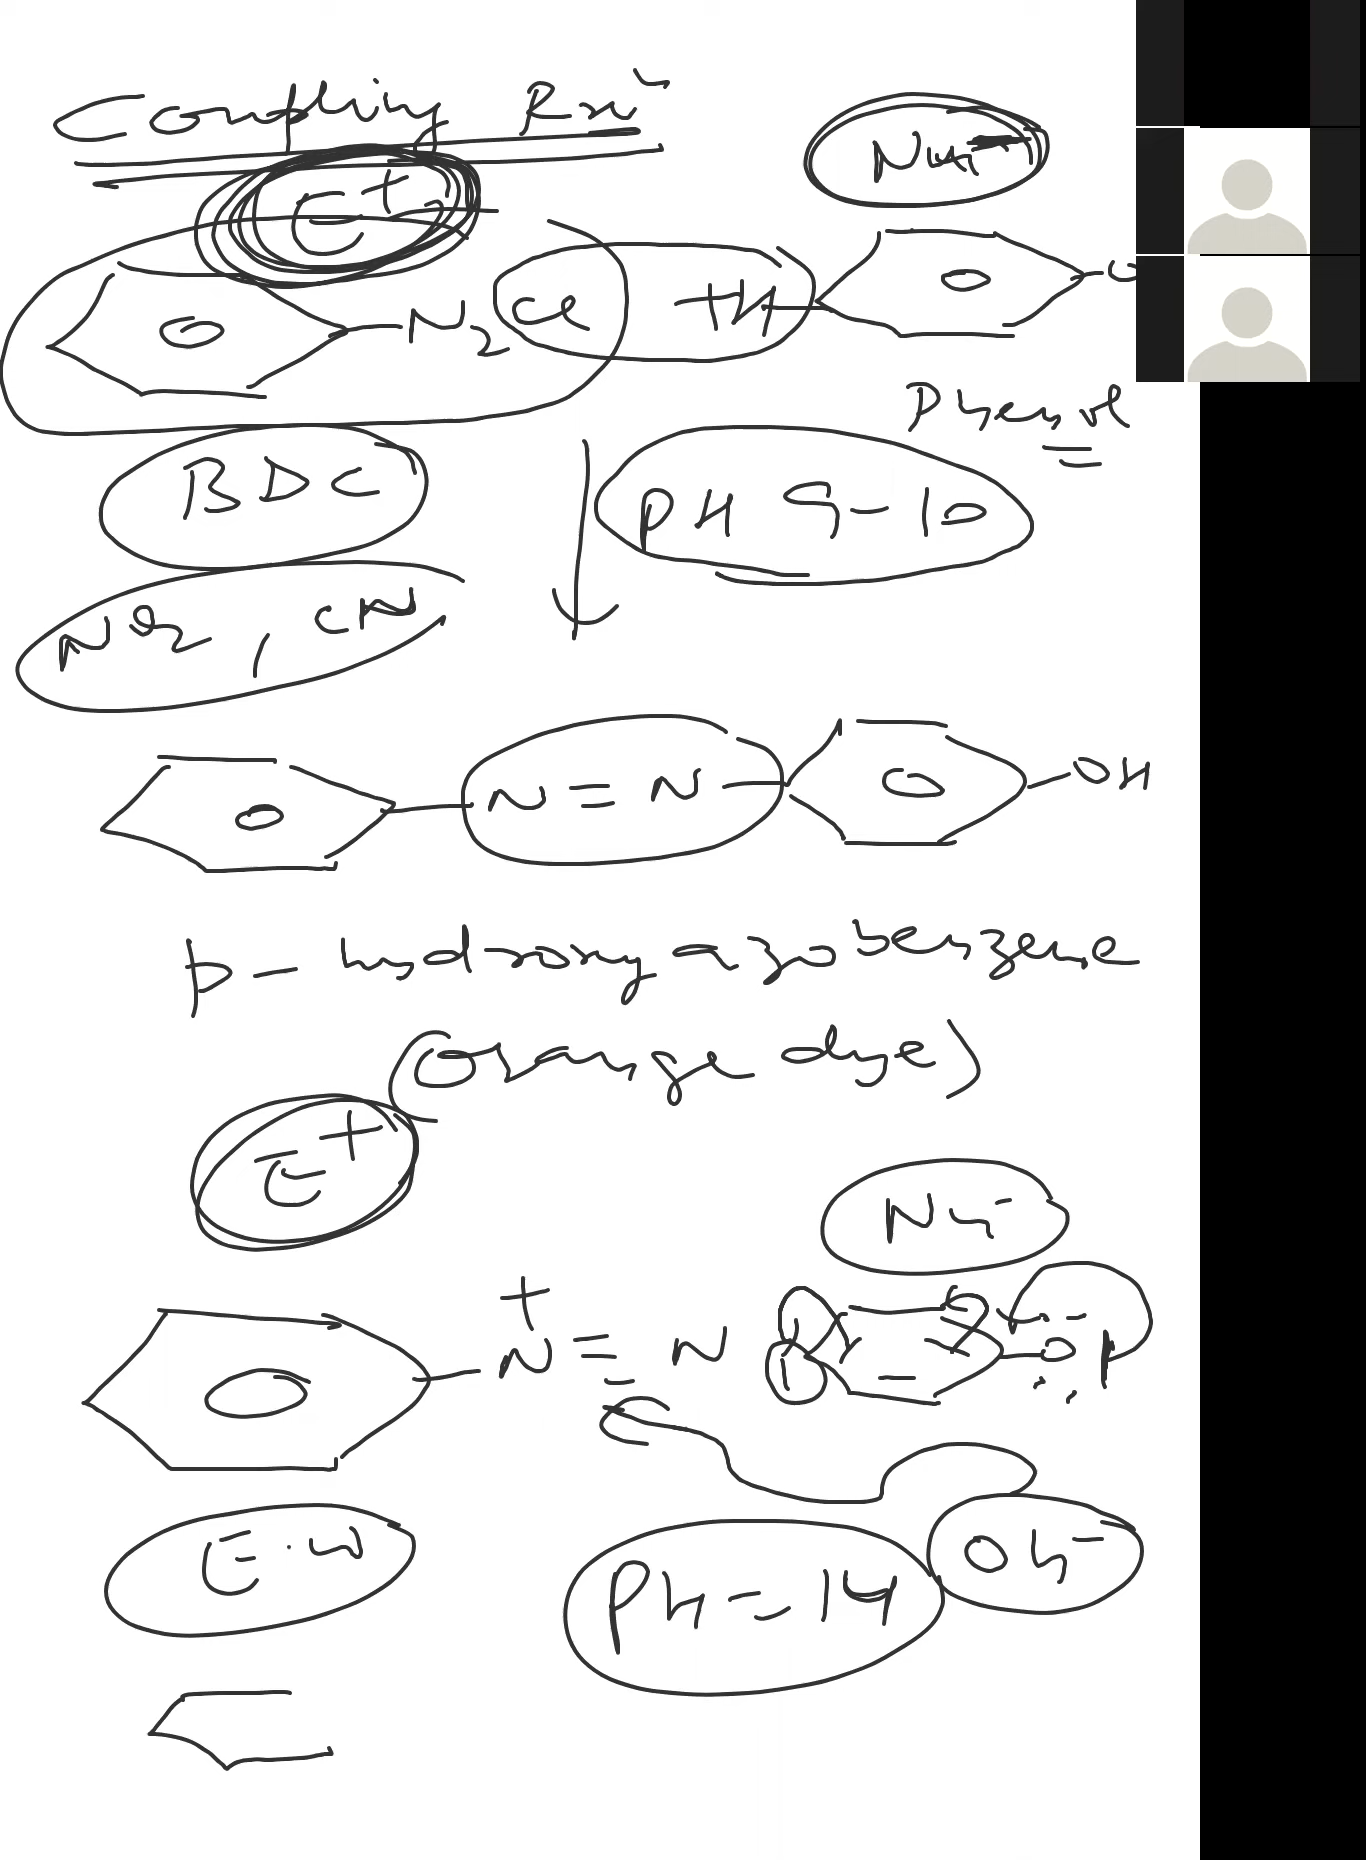 Coupling Rxn
Nu-
E+
N2Cl + H O
Phenol
BDC
PH 9-10
NO2, CN
N = N OH
p-hydroxyazobenzene
(orange dye)
E+
Nu-
+
N ≡ N
E.W
PH = 14 OH-